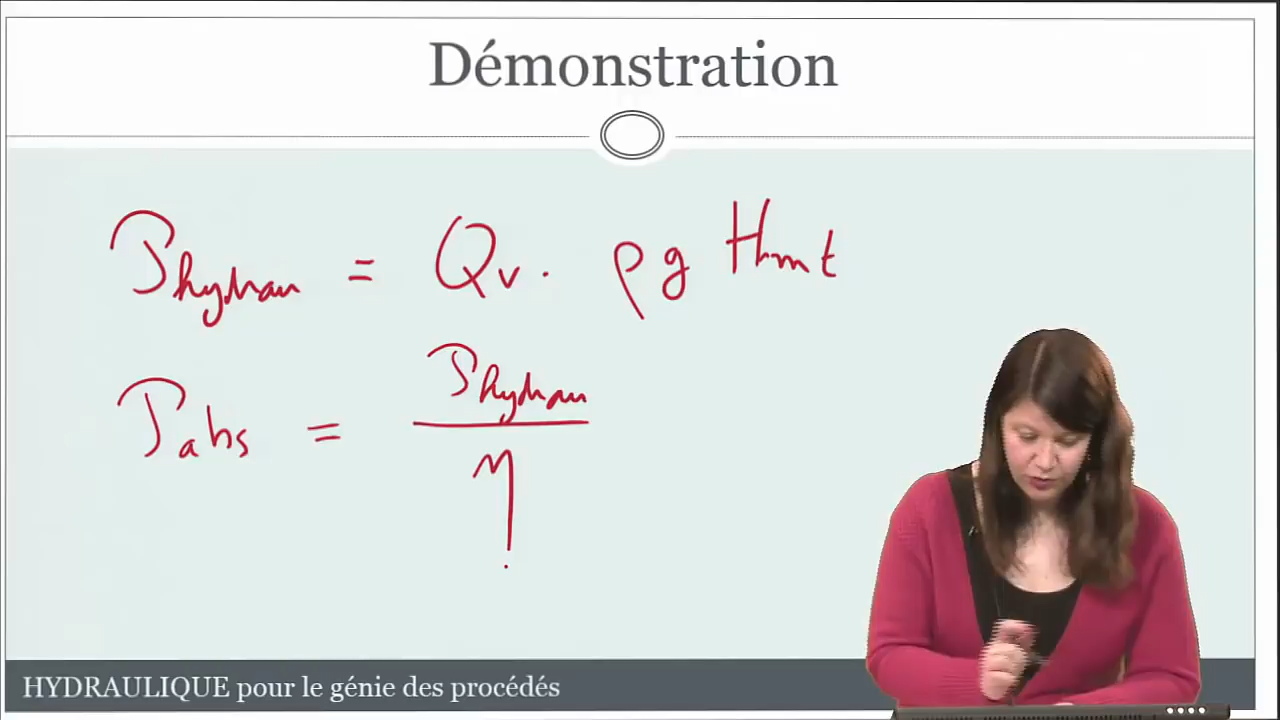 Démonstration
Phydrau = Qv . ρg Hmt
Pabs = Phydrau / η
HYDRAULIQUE pour le génie des procédés